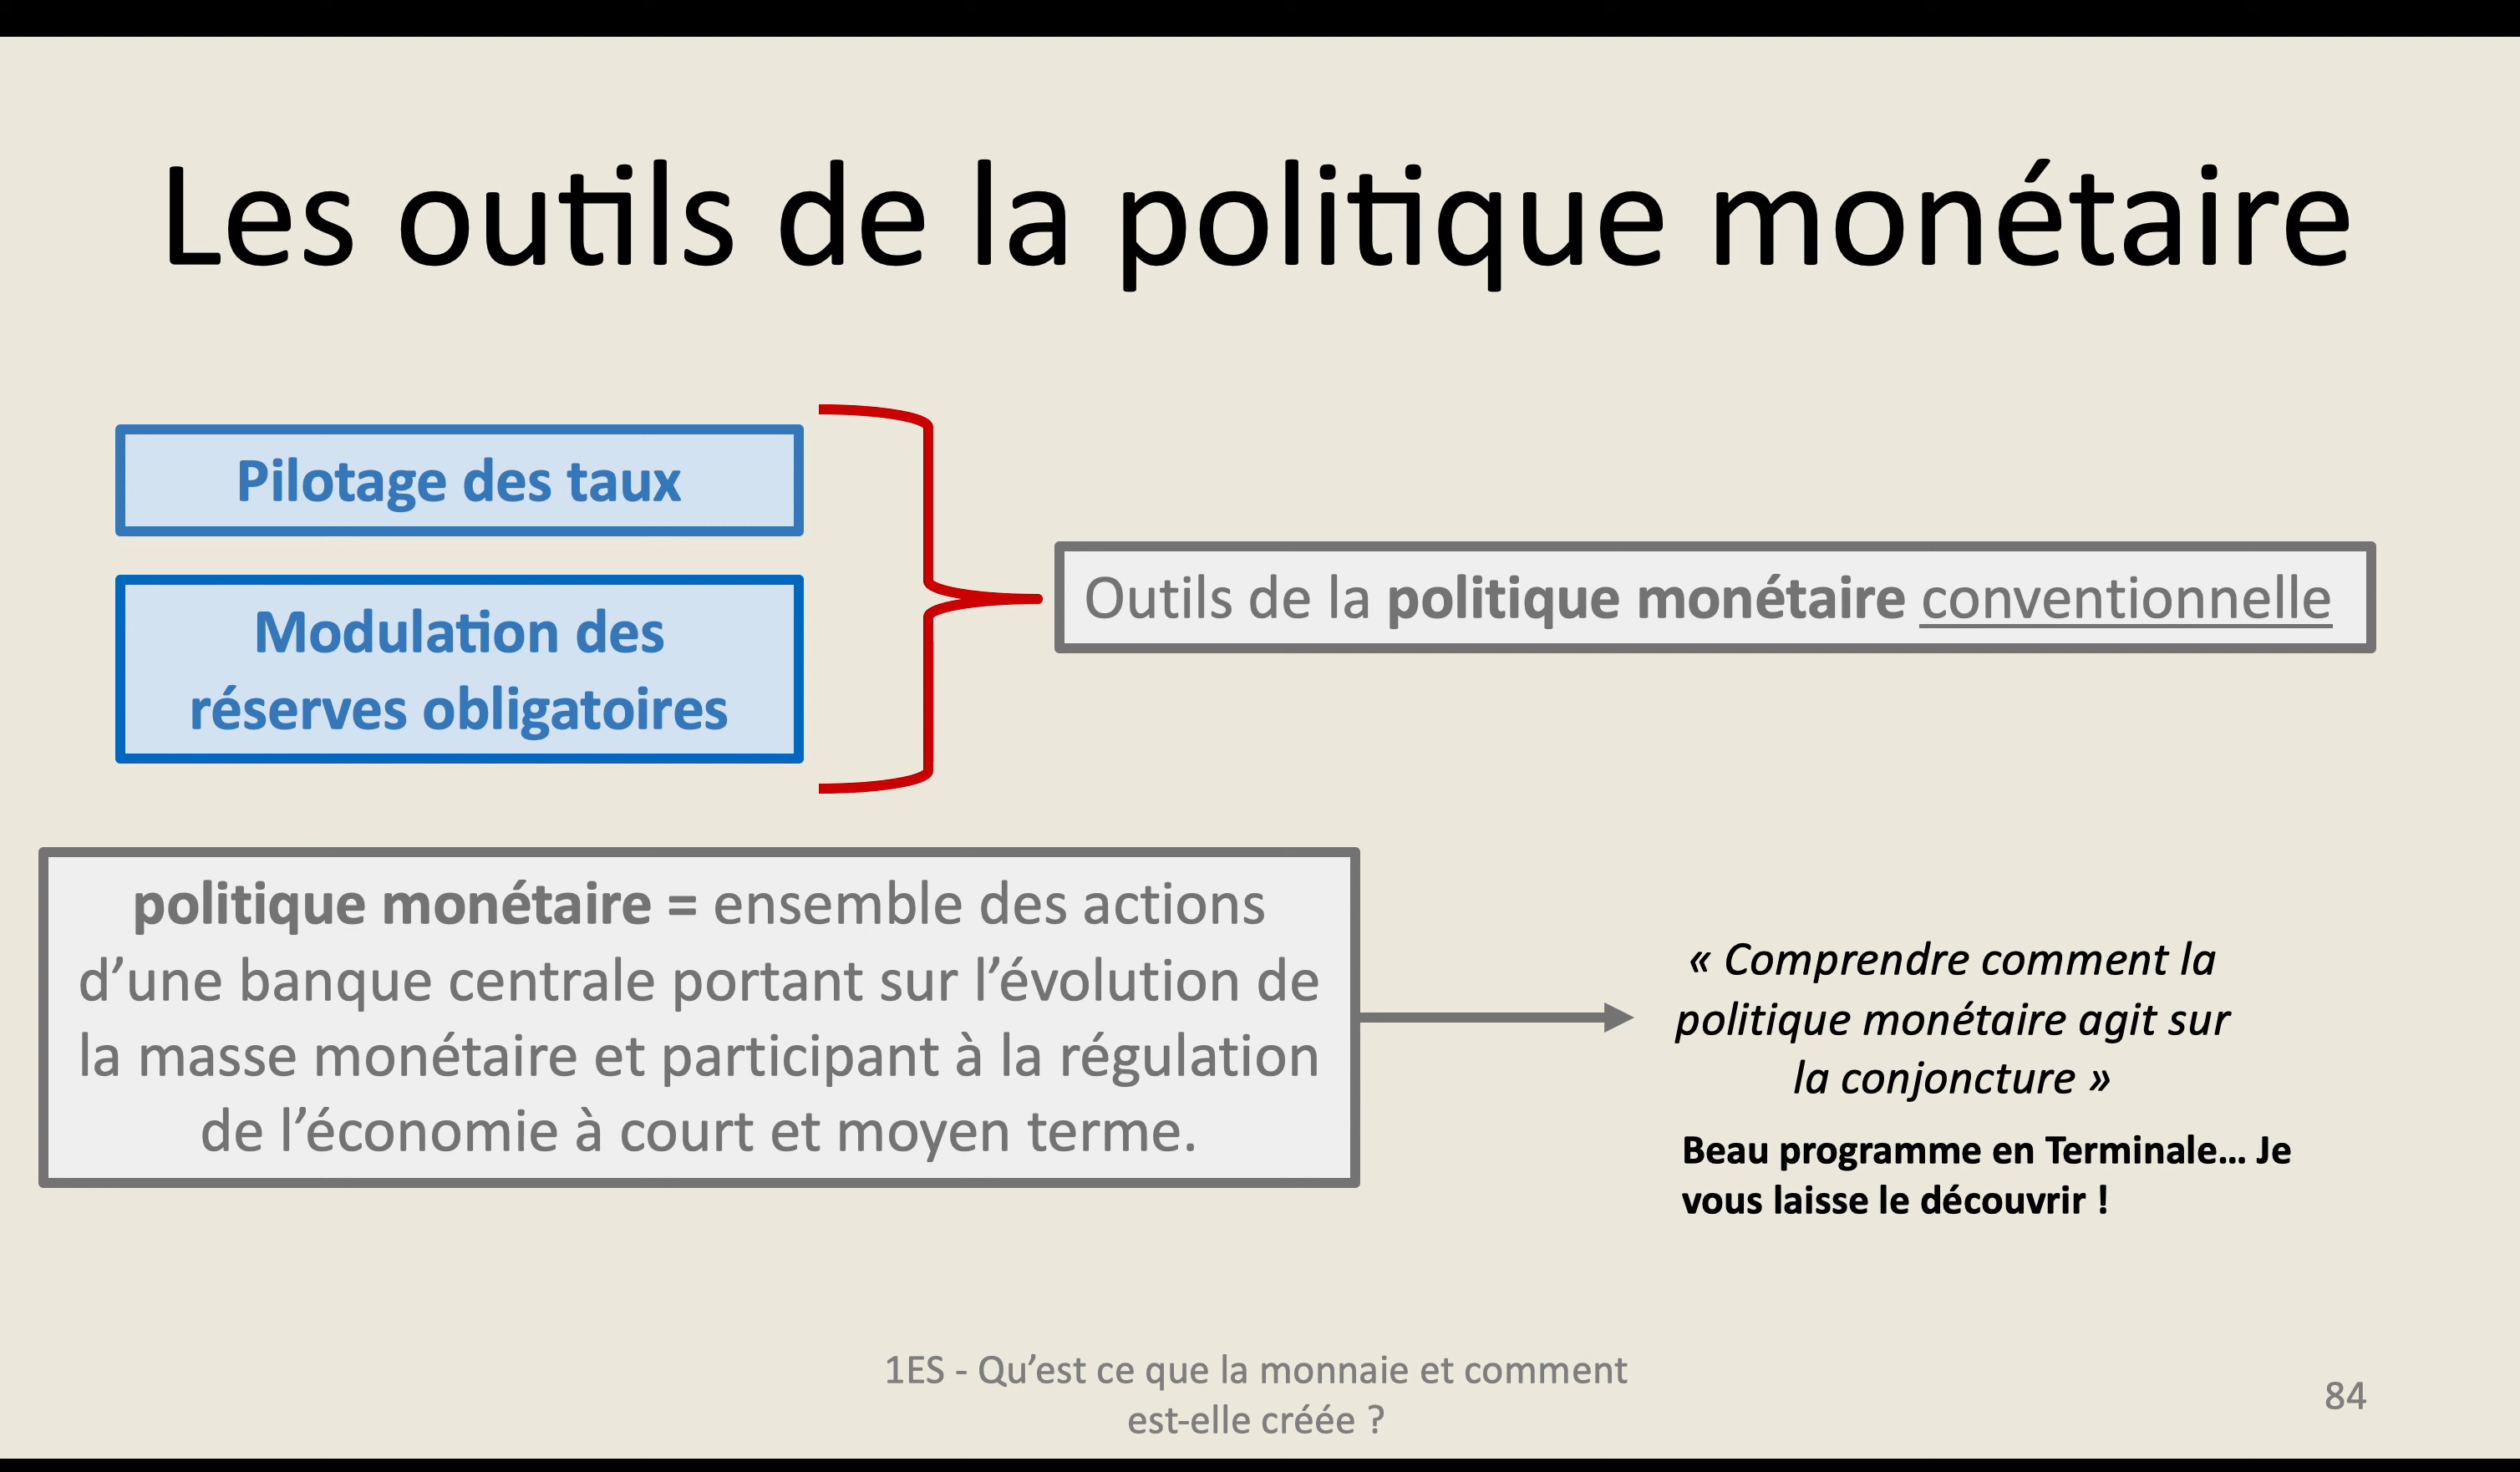 Les outils de la politique monétaire
Pilotage des taux
Modulation des
réserves obligatoires
Outils de la politique monétaire conventionnelle
politique monétaire = ensemble des actions
d’une banque centrale portant sur l’évolution de
la masse monétaire et participant à la régulation
de l’économie à court et moyen terme.
« Comprendre comment la
politique monétaire agit sur
la conjoncture »
Beau programme en Terminale… Je
vous laisse le découvrir !
1ES - Qu’est ce que la monnaie et comment
est-elle créée ?
84